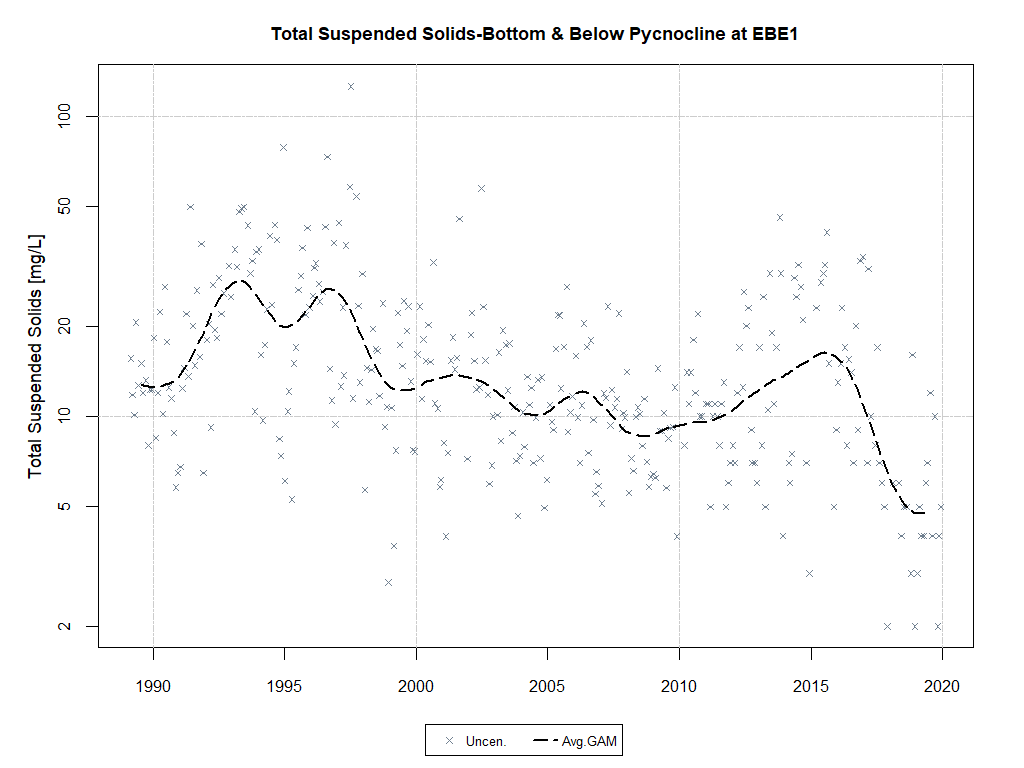 Total Suspended Solids-Bottom & Below Pycnocline at EBE1
Total Suspended Solids [mg/L]
100
50
20
10
5
2
1990 1995 2000 2005 2010 2015 2020
Uncen. Avg.GAM